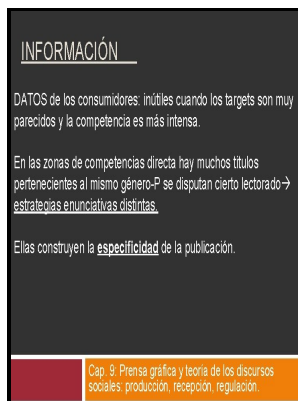 INFORMACIÓN
DATOS de los consumidores: inútiles cuando los targets son muy
parecidos y la competencia es más intensa.
En las zonas de competencias directa hay muchos títulos
pertenecientes al mismo género-P se disputan cierto lectorado→
estrategias enunciativas distintas.
Ellas construyen la especificidad de la publicación.
Cap. 9: Prensa gráfica y teoría de los discursos
sociales: producción, recepción, regulación.